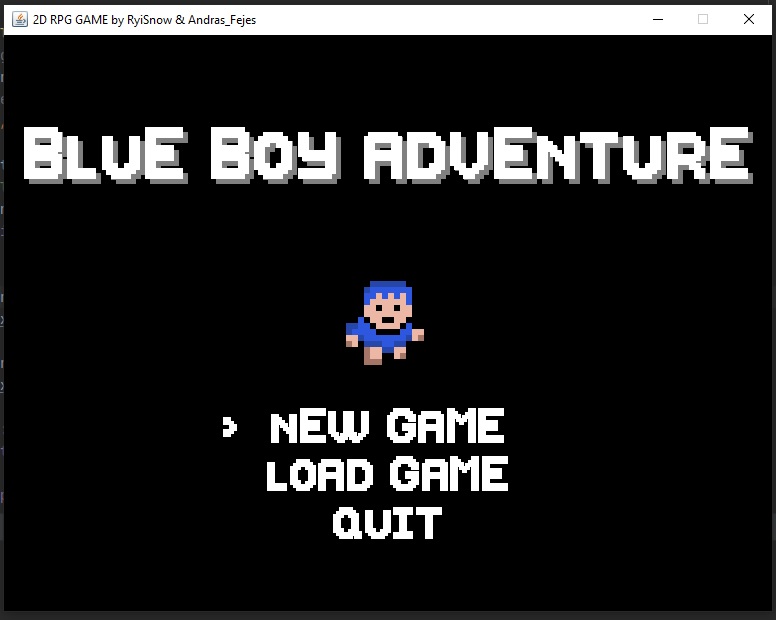 2D RPG GAME by RyiSnow & Andras_Fejes
BLUE BOY ADVENTURE
> NEW GAME
LOAD GAME
QUIT